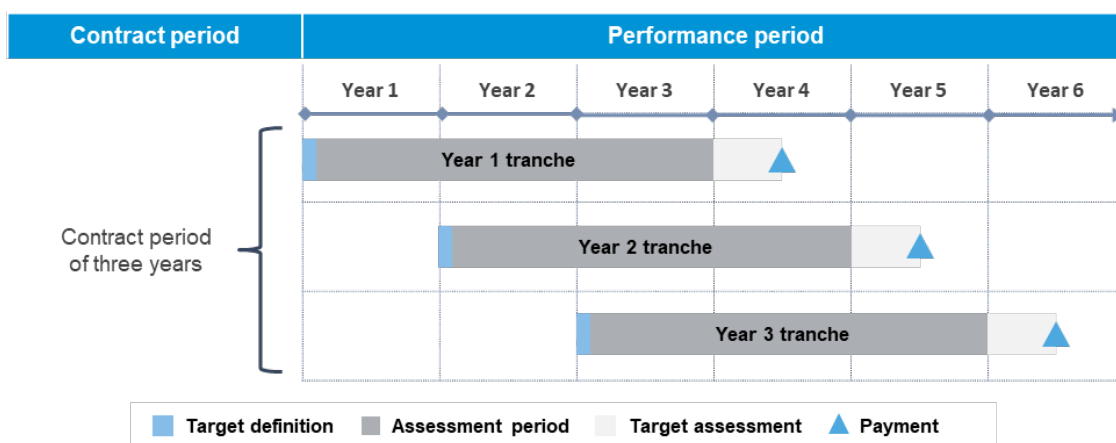 Contract period
Performance period
Year 1
Year 2
Year 3
Year 4
Year 5
Year 6
Year 1 tranche
Contract period
of three years
Year 2 tranche
Year 3 tranche
Target definition
Assessment period
Target assessment
Payment